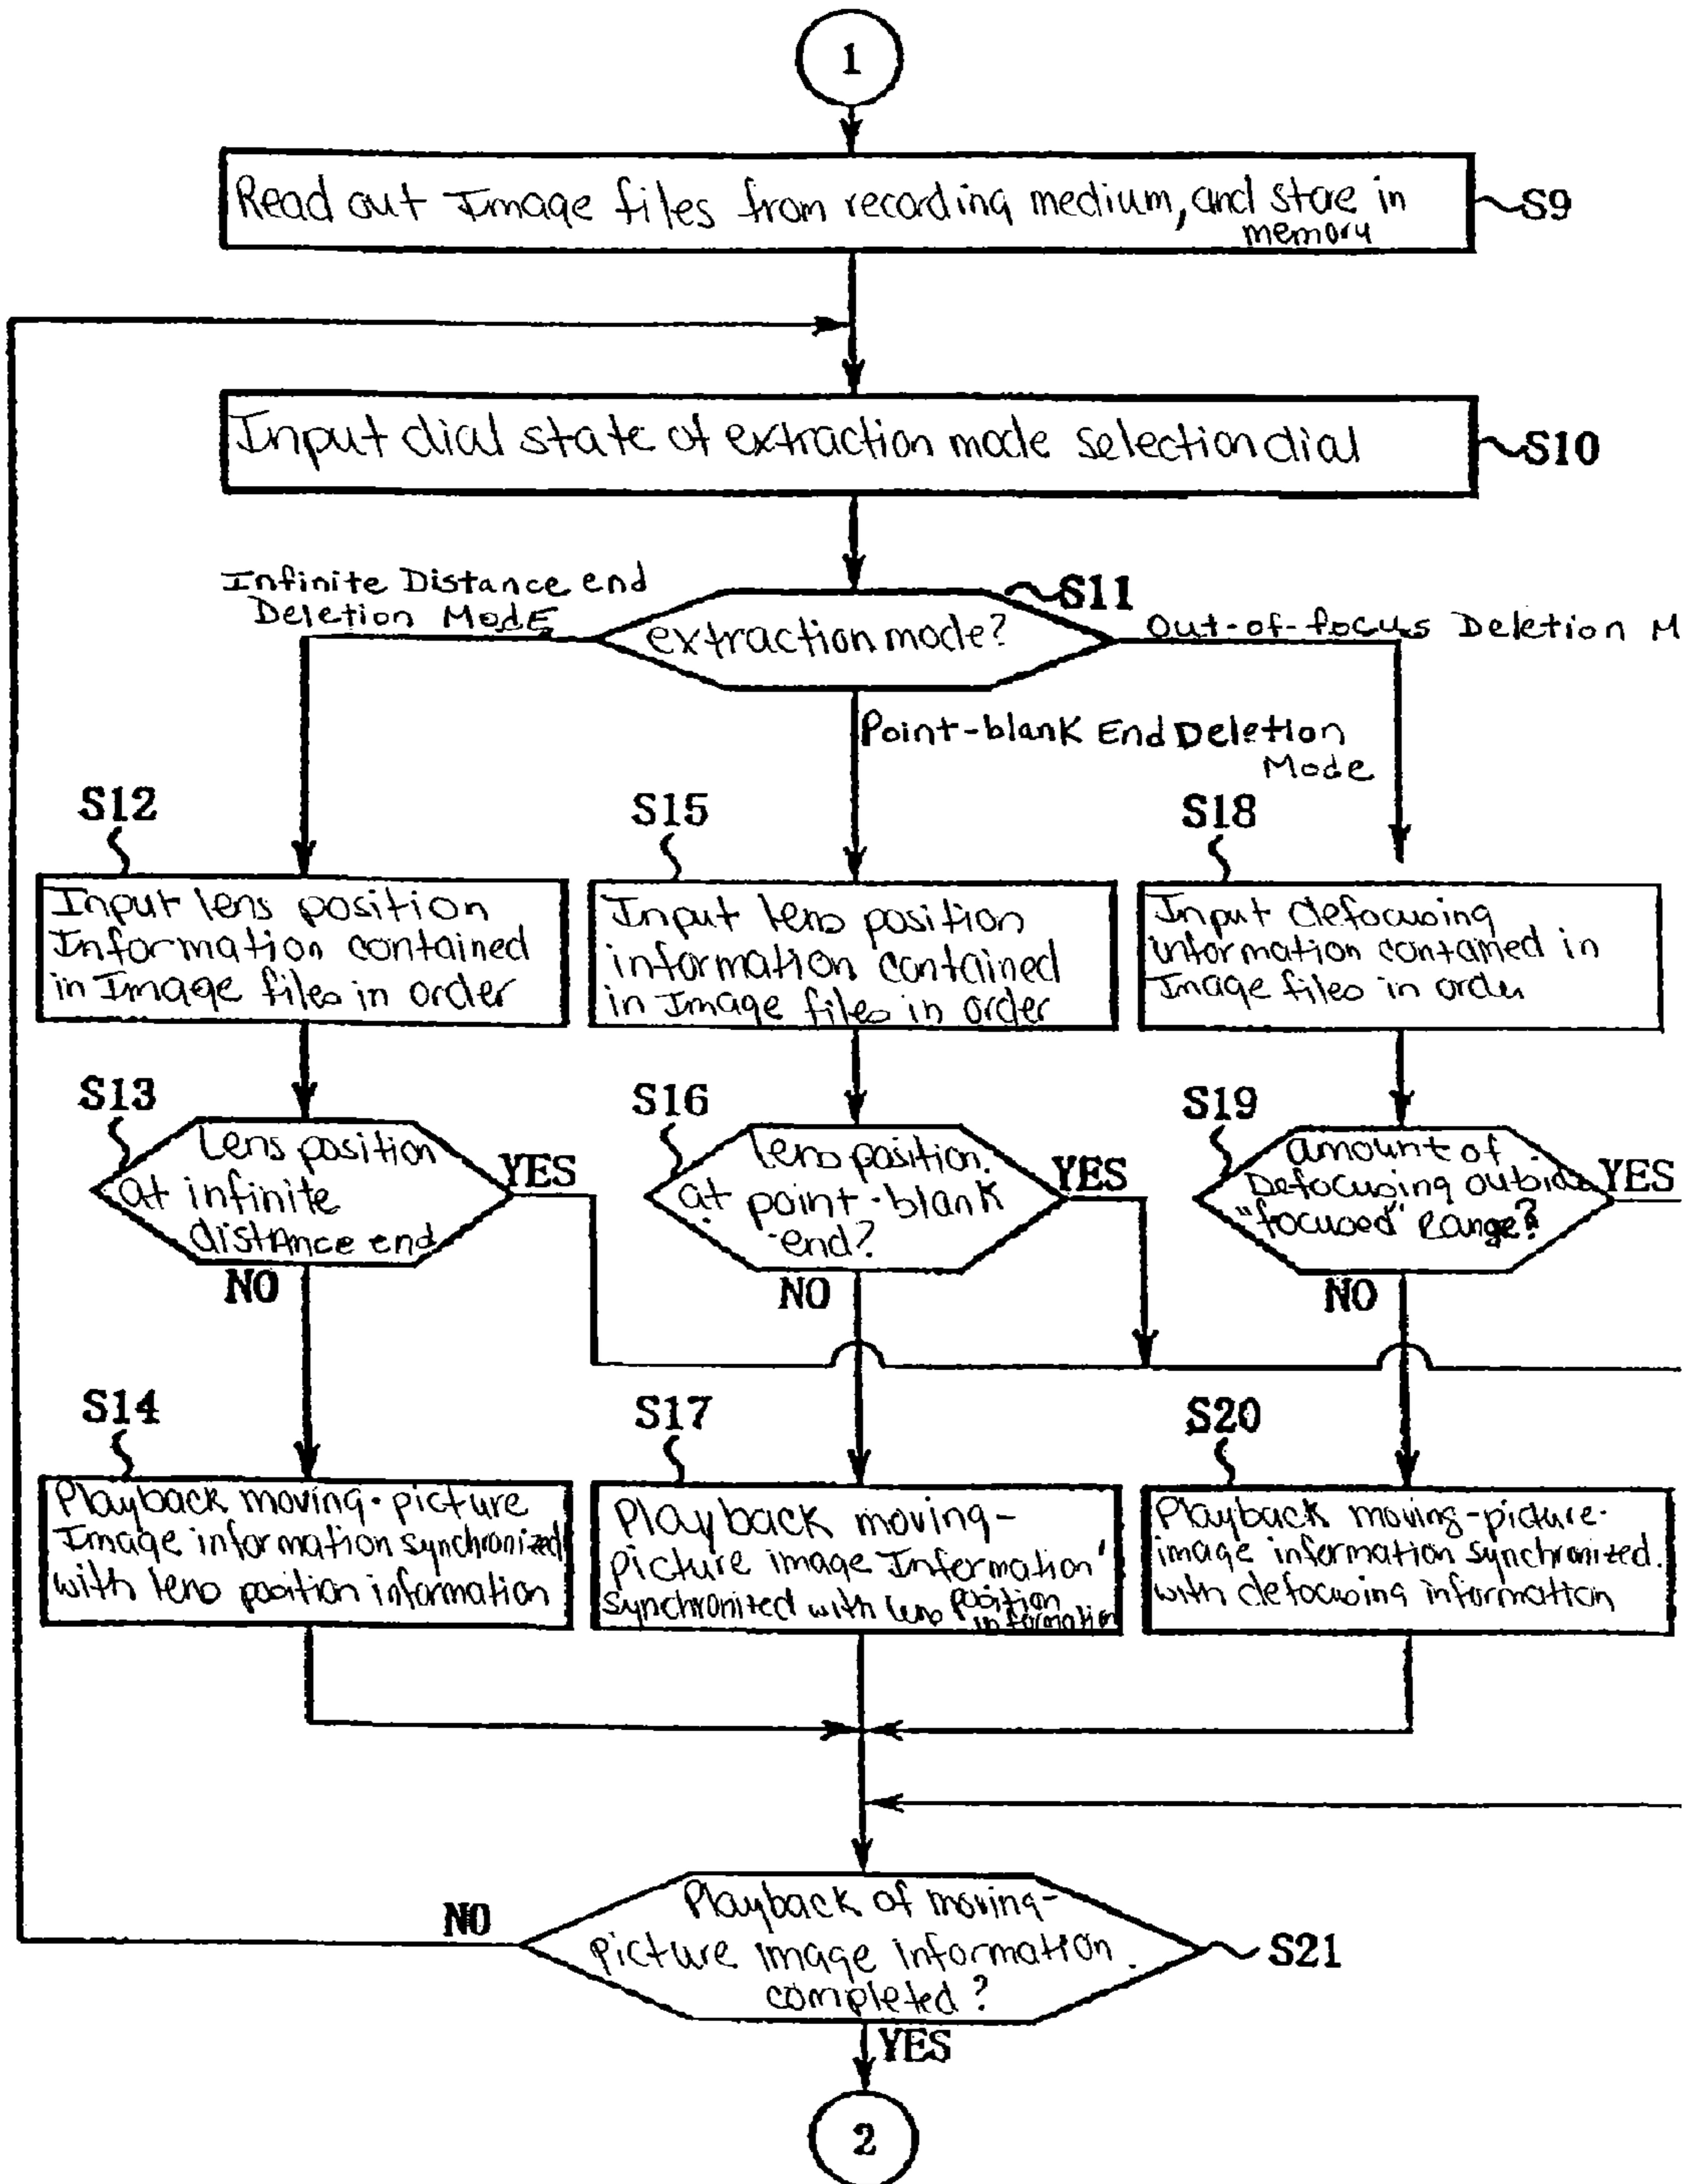 1
Read out Image files from recording medium, and store in
memory
S9
Input dial state of extraction mode selection dial
S10
Infinite Distance end
Deletion Mode
S11
extraction mode?
Out-of-focus Deletion M
Point-blank End Deletion
Mode
S12
S15
S18
Input lens position
Information contained
in Image files in order
Input lens position
information contained
in Image files in order
Input defocusing
information contained in
Image files in order
S13
S16
S19
Lens position
at infinite
distance end
YES
NO
lens position
at point-blank
end?
YES
NO
amount of
Defocusing outside
"focused" Range?
YES
NO
S14
S17
S20
Playback moving-picture
Image information synchronized
with lens position information
Playback moving-
picture image Information
synchronized with lens position
information
Playback moving-picture
image information synchronized
with defocusing information
NO
Playback of moving-
picture image information
completed?
S21
YES
2